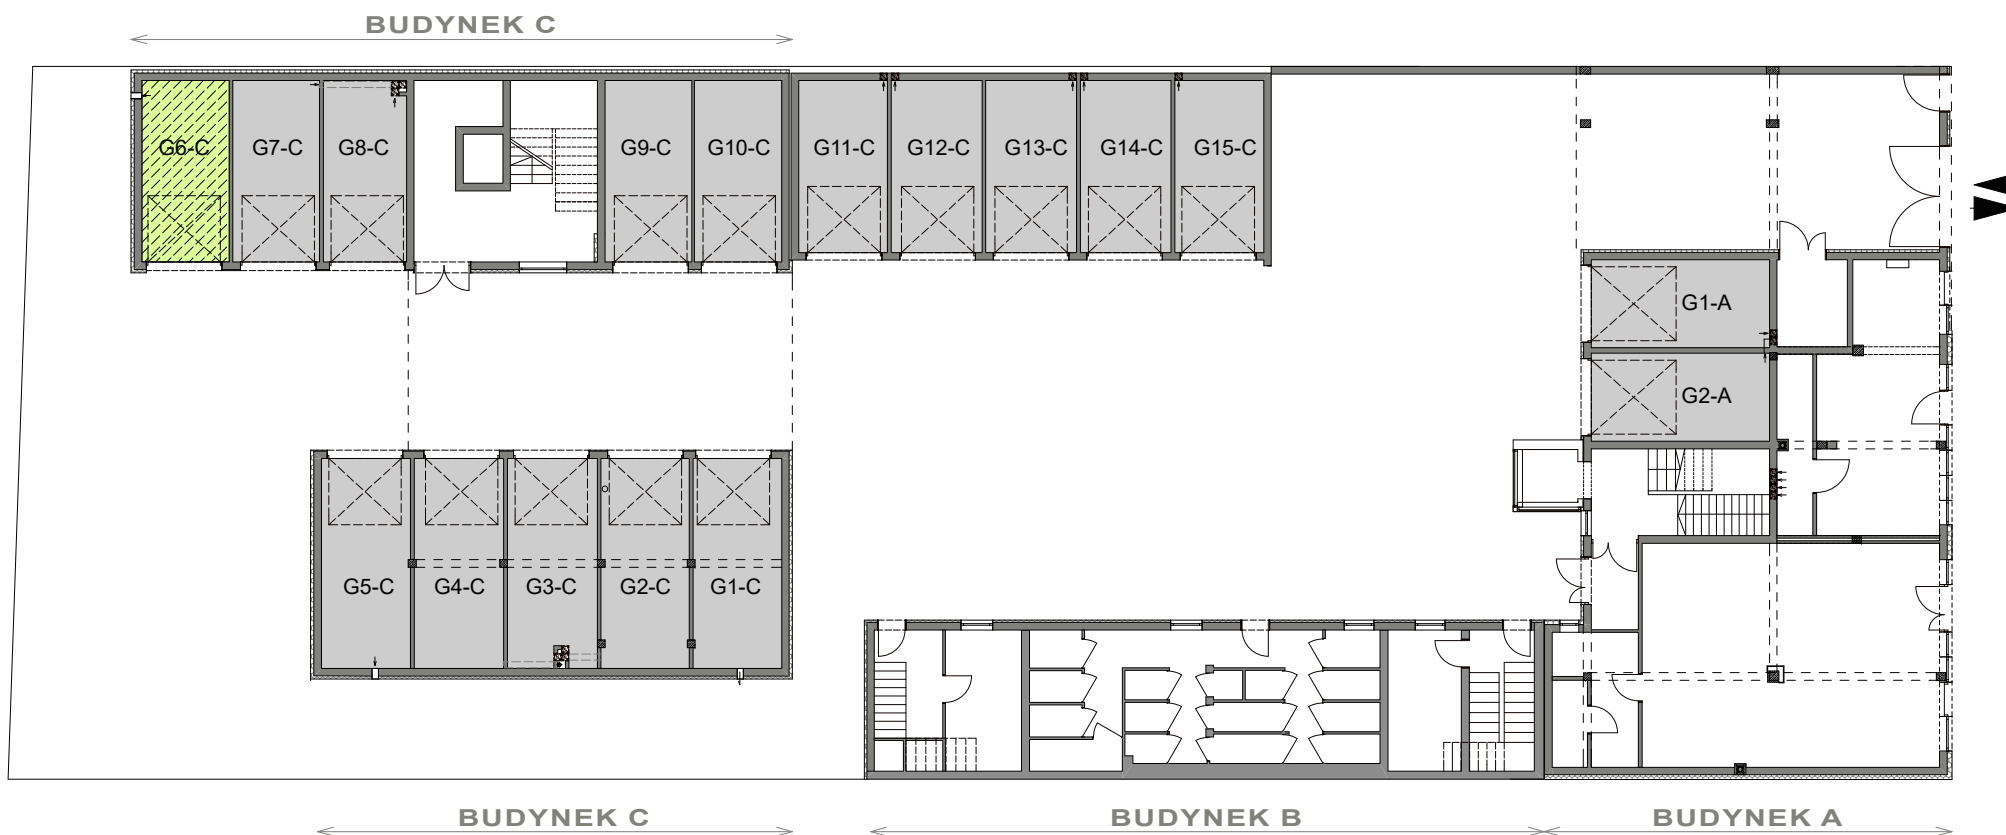 BUDYNEK C
G6-C G7-C G8-C G9-C G10-C G11-C G12-C G13-C G14-C G15-C
G1-A
G2-A
G5-C G4-C G3-C G2-C G1-C
BUDYNEK C BUDYNEK B BUDYNEK A